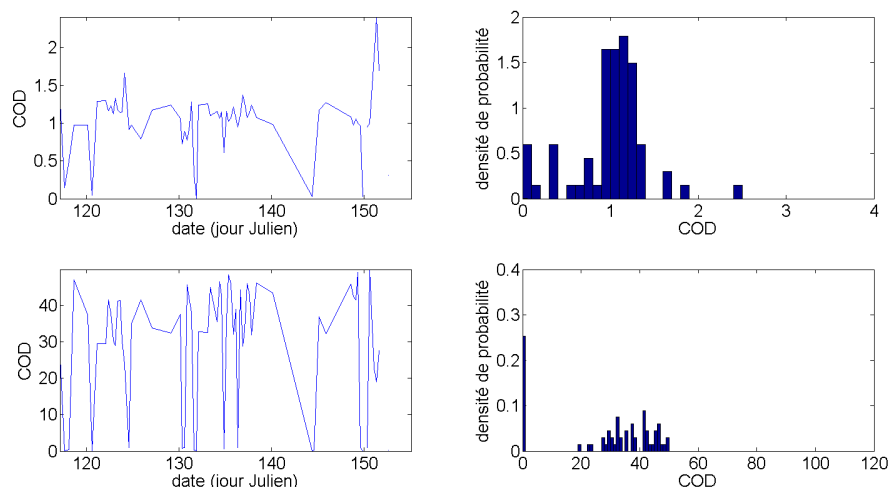 2
1.5
1
0.5
0
COD
120 130 140 150
date (jour Julien)
2
1.5
1
0.5
0
densité de probabilité
0 1 2 3 4
COD
40
30
20
10
0
COD
120 130 140 150
date (jour Julien)
0.4
0.3
0.2
0.1
0
densité de probabilité
0 20 40 60 80 100 120
COD